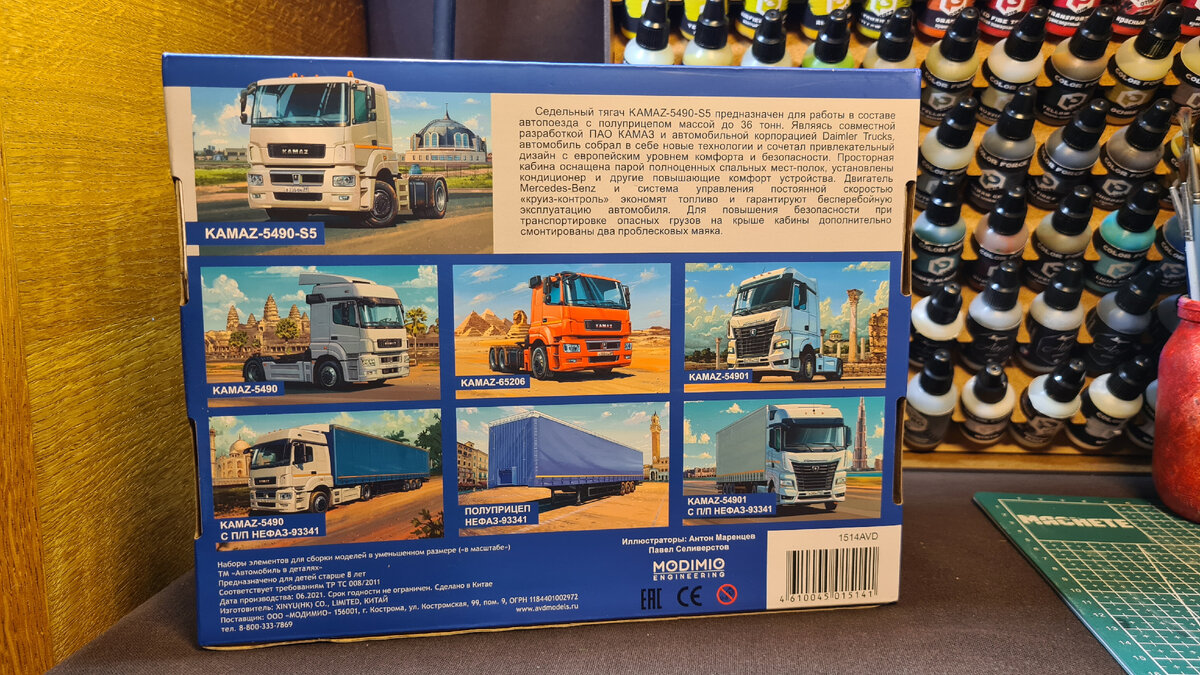 Седельный тягач KAMAZ-5490-S5 предназначен для работы в составе
автопоезда с полуприцепом массой до 36 тонн. Являясь совместной
разработкой ПАО КАМАЗ и автомобильной корпорацией Daimler Trucks,
автомобиль собрал в себе новые технологии и сочетал привлекательный
дизайн с европейским уровнем комфорта и безопасности. Просторная
кабина оснащена парой полноценных спальных мест-полок, установлены
кондиционер и другие повышающие комфорт устройства. Двигатель
Mercedes-Benz и система управления постоянной скоростью
«круиз-контроль» экономят топливо и гарантируют бесперебойную
эксплуатацию автомобиля. Для повышения безопасности при
транспортировке опасных грузов на крыше кабины дополнительно
смонтированы два проблесковых маяка.
KAMAZ
KAMAZ-5490-S5
KAMAZ-5490
KAMAZ-65206
KAMAZ-54901
KAMAZ-5490
С П/П НЕФАЗ-93341
ПОЛУПРИЦЕП
НЕФАЗ-93341
KAMAZ-54901
С П/П НЕФАЗ-93341
Наборы элементов для сборки моделей в уменьшенном размере («в масштабе»)
ТМ «Автомобиль в деталях»
Предназначено для детей старше 8 лет
Соответствует требованиям ТР ТС 008/2011
Дата производства: 06.2021. Срок годности не ограничен. Сделано в Китае
Изготовитель: XINYU(HK) CO., LIMITED, КИТАЙ
Поставщик: ООО «МОДИМИО» 156001, г. Кострома, ул. Костромская, 99, пом. 9, ОГРН 1184401002972
тел. 8-800-333-7869
www.avdmodels.ru
Иллюстраторы: Антон Маренцев
Павел Селиверстов
MODIMIO
ENGINEERING
EAC CE
1514AVD
4 610045 015141
COLOR FORCE
MACHETE